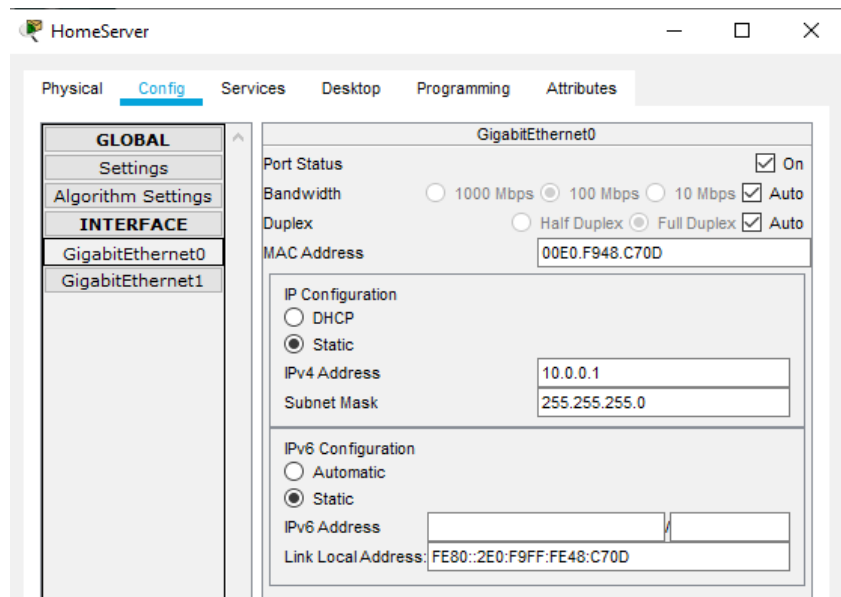 HomeServer
Physical Config Services Desktop Programming Attributes
GLOBAL
Settings
Algorithm Settings
INTERFACE
GigabitEthernet0
GigabitEthernet1
GigabitEthernet0
Port Status On
Bandwidth 1000 Mbps 100 Mbps 10 Mbps Auto
Duplex Half Duplex Full Duplex Auto
MAC Address 00E0.F948.C70D
IP Configuration
DHCP
Static
IPv4 Address 10.0.0.1
Subnet Mask 255.255.255.0
IPv6 Configuration
Automatic
Static
IPv6 Address /
Link Local Address: FE80::2E0:F9FF:FE48:C70D